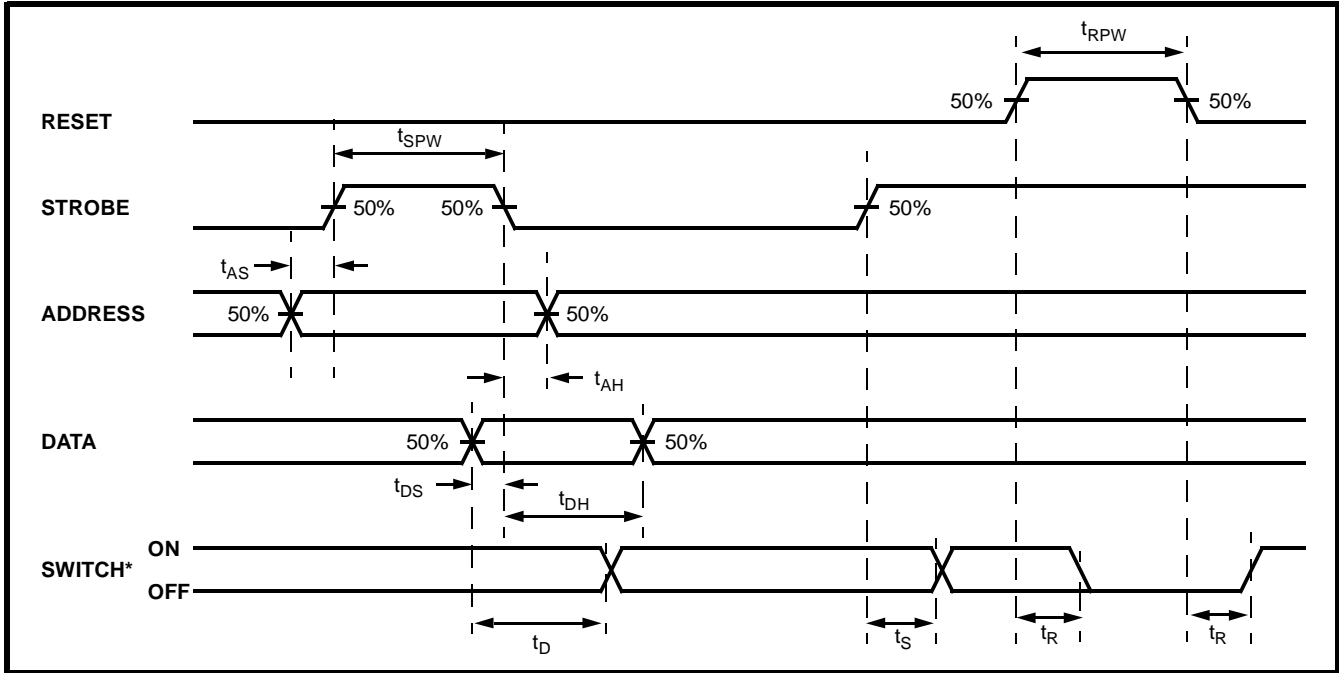 tRPW
50% 50%
RESET
tSPW
STROBE 50% 50% 50%
tAS
ADDRESS 50% 50%
tAH
DATA 50% 50%
tDS
tDH
ON
SWITCH*
OFF
tD tS tR tR